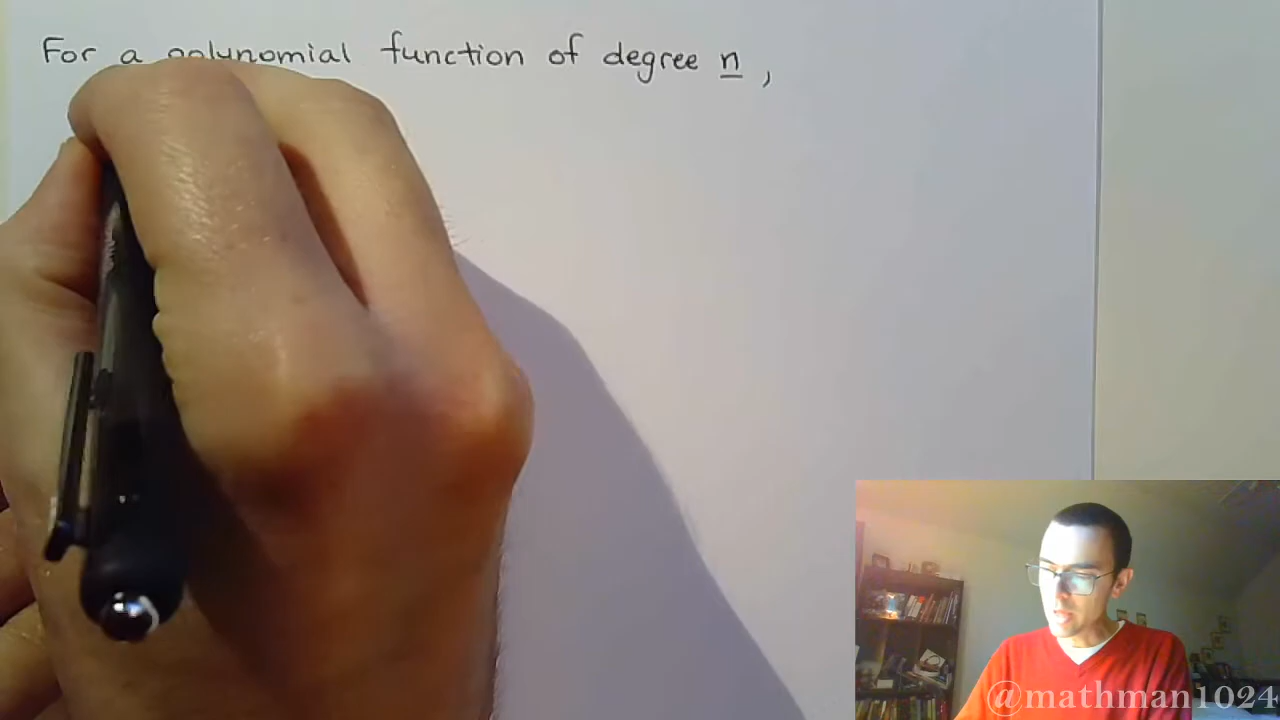 For a polynomial function of degree n ,
@mathman1024